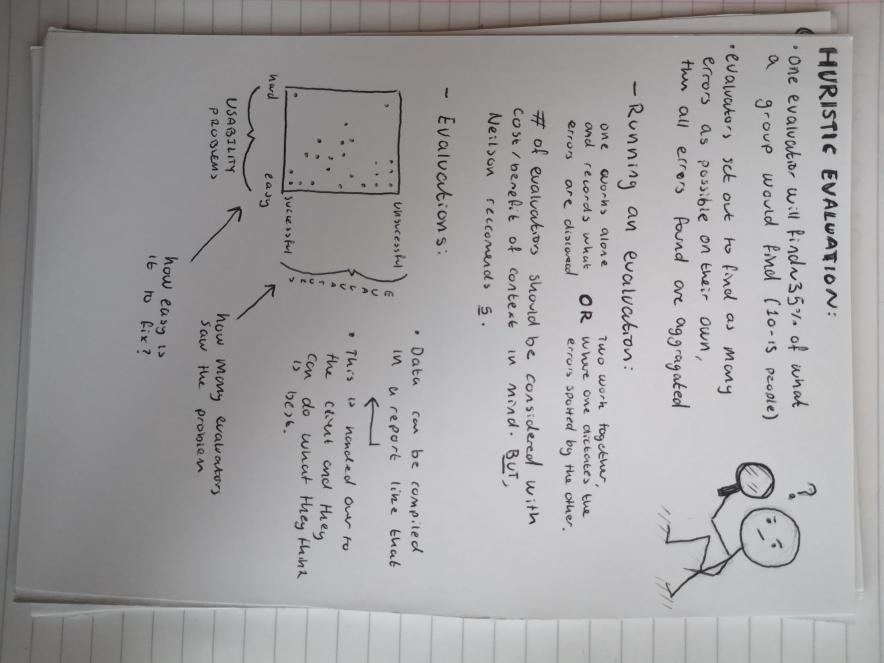 HURISTIC EVALUATION:
?
• One evaluator will find ~35% of what
a group would find (10-15 people)
• evaluators set out to find as many
errors as possible on their own,
then all errors found are aggragated
– Running an evaluation:
one works alone
and records what
errors are discoved
OR
Two work together,
where one dictates the
errors spotted by the other.
# of evaluators should be considered with
Cost/benefit of context in mind. BUT,
Neilson reccomends 5.
– Evaluations:
unsucessful
successful
EVALUATORS
hard
easy
USABILITY
PROBLEMS
• Data can be compiled
in a report like that
• This is handed over to
the client and they
can do what they think
is best.
how many evaluators
saw the problem
how easy is
it to fix?